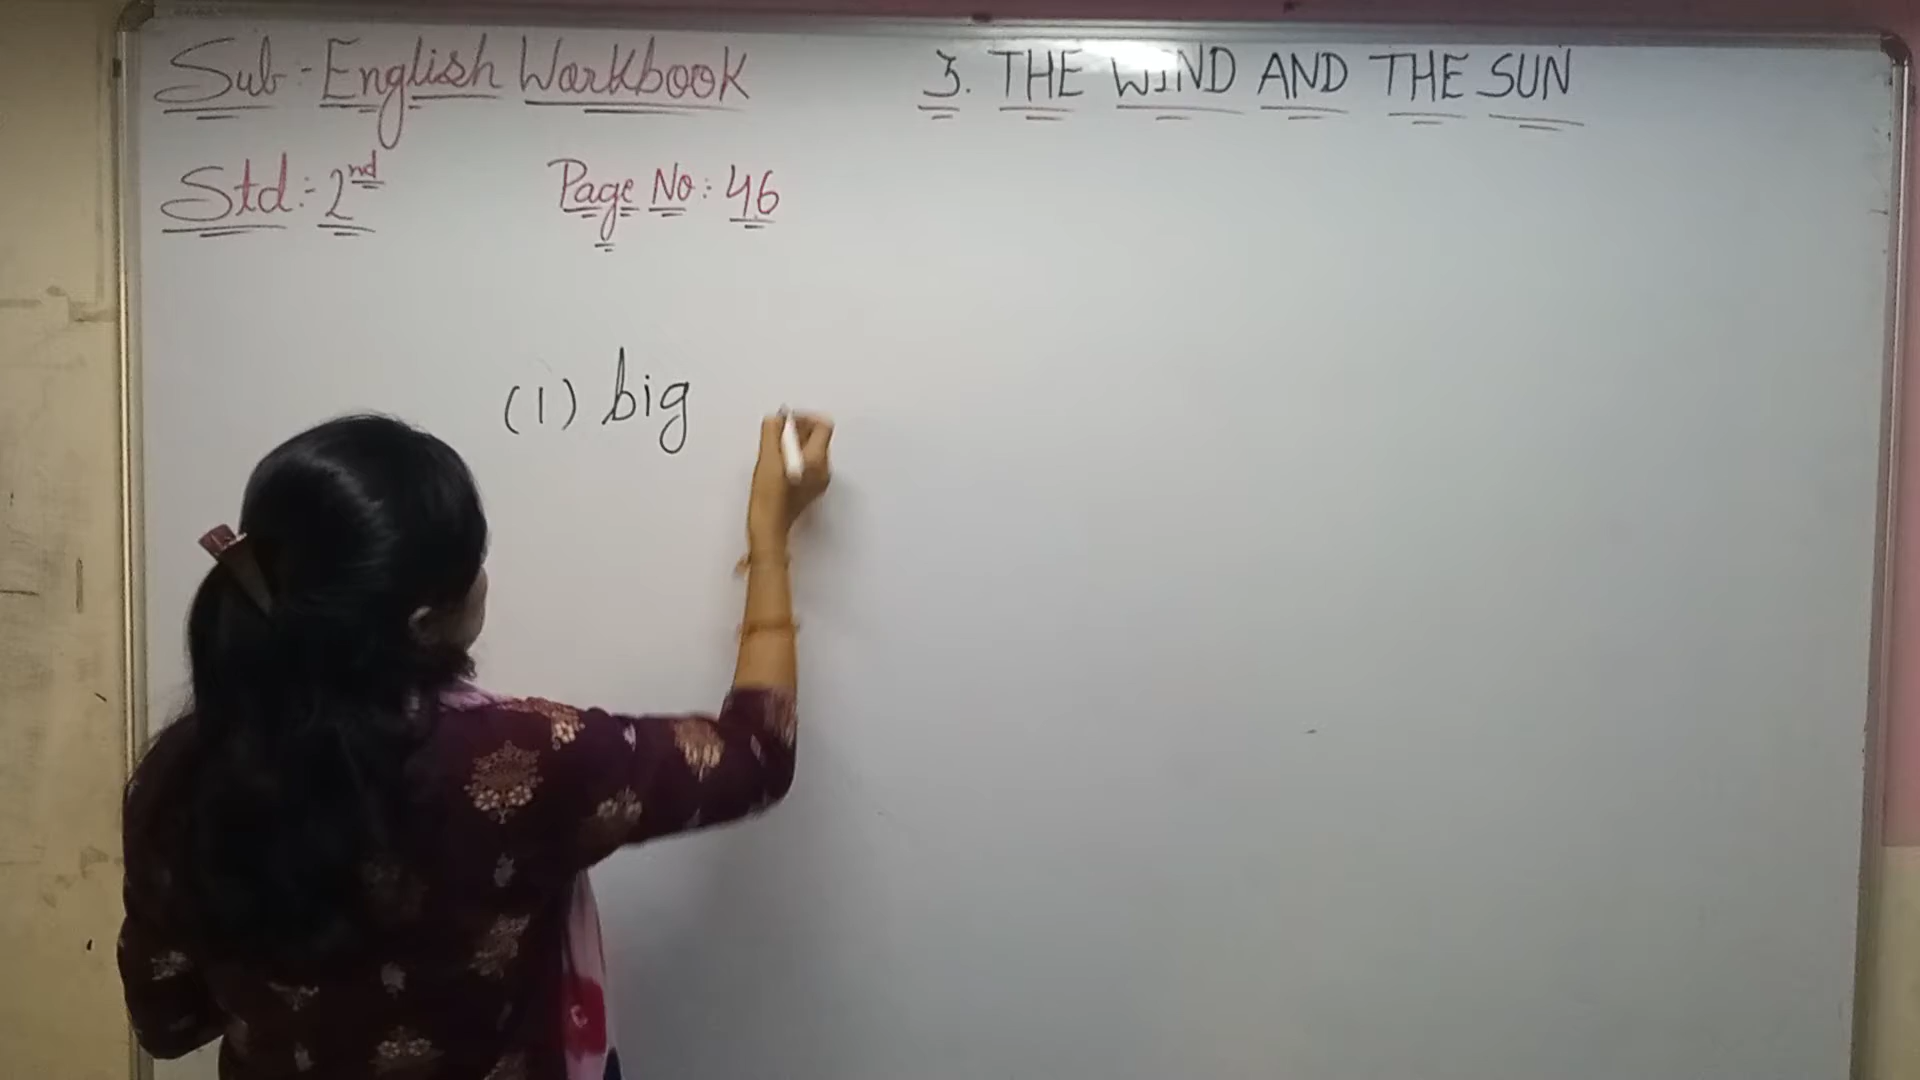 Sub-English Workbook
3. THE WIND AND THE SUN
Std:- 2nd
Page No: 46
(1) big